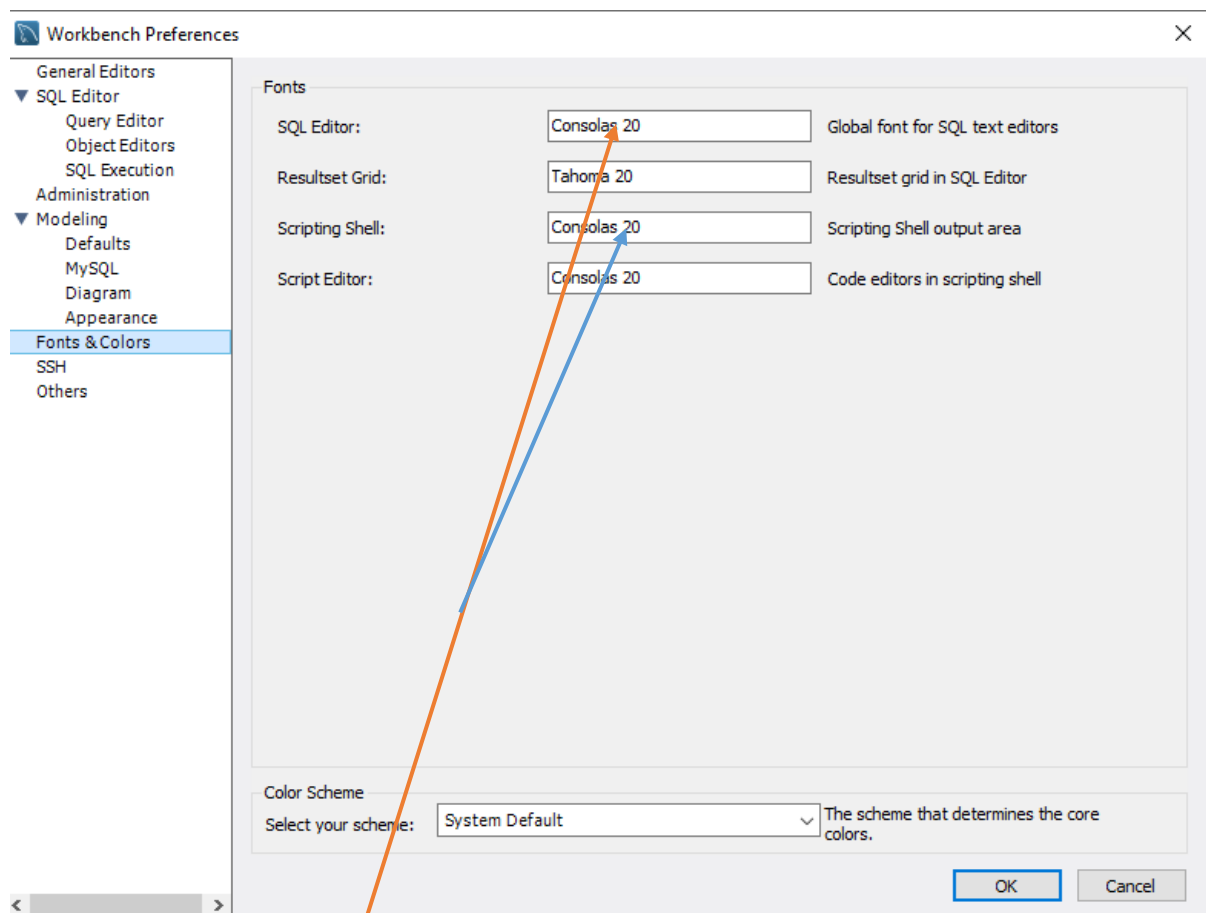 Workbench Preferences
General Editors
SQL Editor
Query Editor
Object Editors
SQL Execution
Administration
Modeling
Defaults
MySQL
Diagram
Appearance
Fonts & Colors
SSH
Others
Fonts
SQL Editor: Consolas 20 Global font for SQL text editors
Resultset Grid: Tahoma 20 Resultset grid in SQL Editor
Scripting Shell: Consolas 20 Scripting Shell output area
Script Editor: Consolas 20 Code editors in scripting shell
Color Scheme
Select your scheme: System Default The scheme that determines the core
colors.
OK Cancel